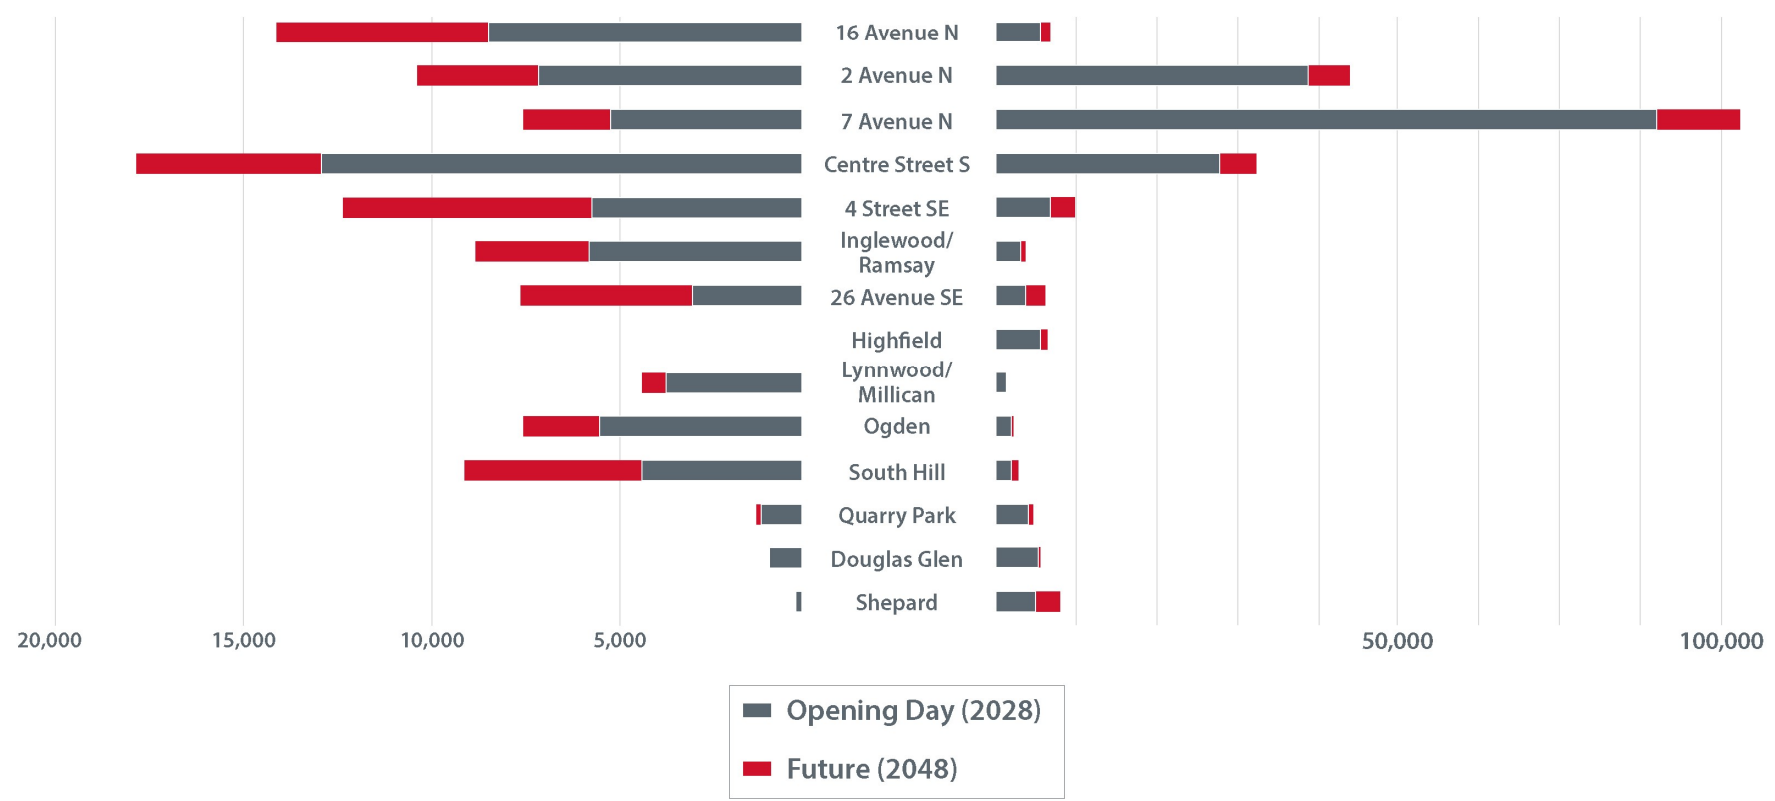 16 Avenue N
2 Avenue N
7 Avenue N
Centre Street S
4 Street SE
Inglewood/
Ramsay
26 Avenue SE
Highfield
Lynnwood/
Millican
Ogden
South Hill
Quarry Park
Douglas Glen
Shepard
20,000 15,000 10,000 5,000 50,000 100,000
Opening Day (2028)
Future (2048)